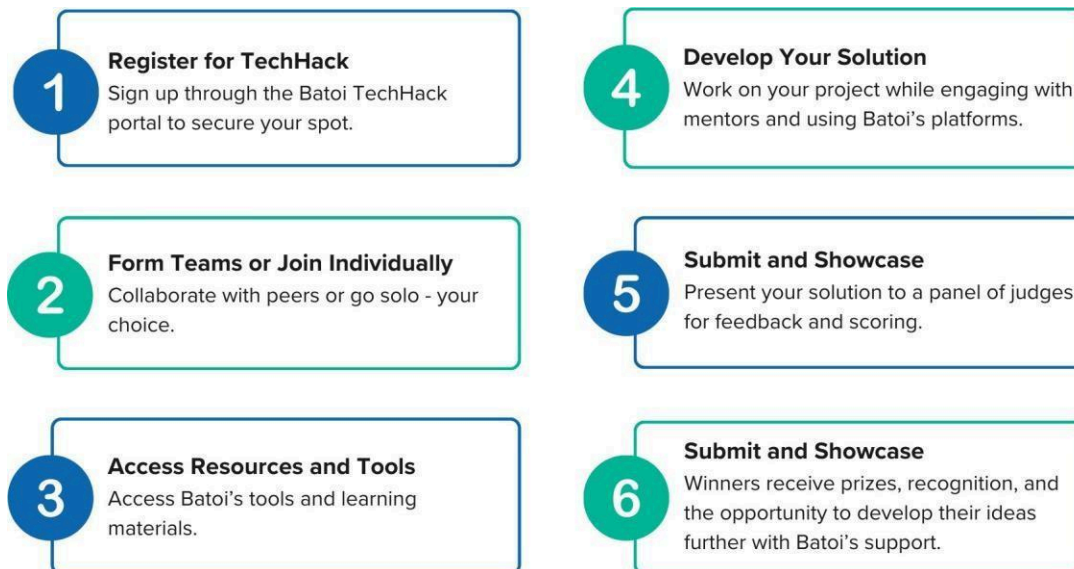 1
Register for TechHack
Sign up through the Batoi TechHack
portal to secure your spot.
2
Form Teams or Join Individually
Collaborate with peers or go solo - your
choice.
3
Access Resources and Tools
Access Batoi’s tools and learning
materials.
4
Develop Your Solution
Work on your project while engaging with
mentors and using Batoi’s platforms.
5
Submit and Showcase
Present your solution to a panel of judges
for feedback and scoring.
6
Submit and Showcase
Winners receive prizes, recognition, and
the opportunity to develop their ideas
further with Batoi’s support.